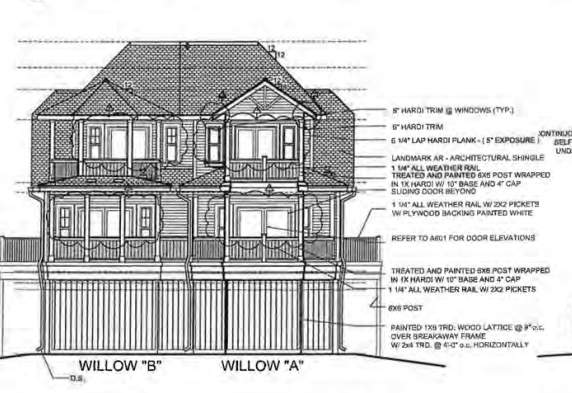 12
12
12
12
8" HARDI TRIM @ WINDOWS (TYP.)
6" HARDI TRIM
6 1/4" LAP HARDI PLANK - ( 5" EXPOSURE )
LANDMARK AR - ARCHITECTURAL SHINGLE
1 1/4" ALL WEATHER RAIL
TREATED AND PAINTED 6X6 POST WRAPPED
IN 1X HARDI W/ 10" BASE AND 4" CAP
SLIDING DOOR BEYOND
1 1/4" ALL WEATHER RAIL W/ 2X2 PICKETS
W/ PLYWOOD BACKING PAINTED WHITE
REFER TO A601 FOR DOOR ELEVATIONS
TREATED AND PAINTED 6X6 POST WRAPPED
IN 1X HARDI W/ 10" BASE AND 4" CAP
1 1/4" ALL WEATHER RAIL W/ 2X2 PICKETS
6X6 POST
PAINTED 1X6 TRD. WOOD LATTICE @ 9" o.c.
OVER BREAKAWAY FRAME
W/ 2x4 TRD. @ 4'-0" o.c. HORIZONTALLY
CONTINUO
SELF
UND
WILLOW "B"
WILLOW "A"
D.S.